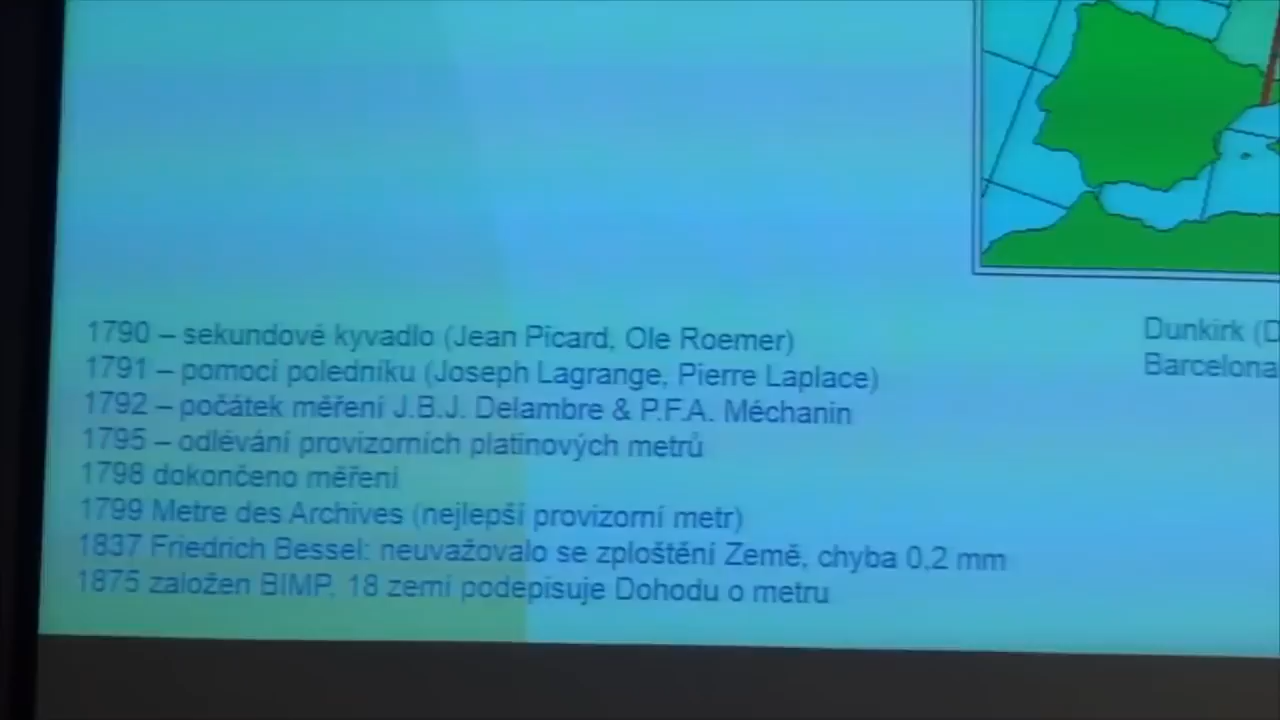 1790 – sekundové kyvadlo (Jean Picard, Ole Roemer)
1791 – pomocí poledníku (Joseph Lagrange, Pierre Laplace)
1792 – počátek měření J.B.J. Delambre & P.F.A. Méchanin
1795 – odlévání provizorních platinových metrů
1798 dokončeno měření
1799 Metre des Archives (nejlepší provizorní metr)
1837 Friedrich Bessel: neuvažovalo se zploštění Země, chyba 0,2 mm
1875 založen BIMP, 18 zemí podepisuje Dohodu o metru
Dunkirk (D
Barcelona